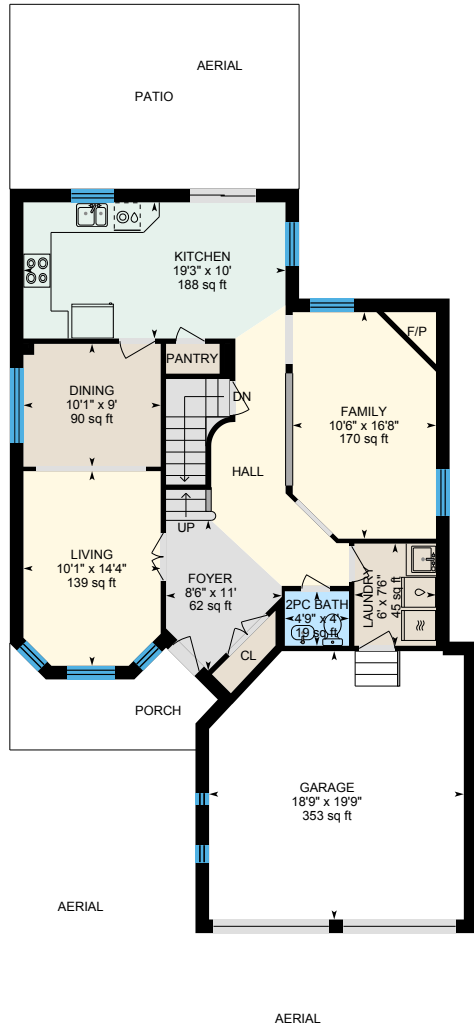 AERIAL
PATIO
KITCHEN
19'3" x 10'
188 sq ft
F/P
PANTRY
DINING
10'1" x 9'
90 sq ft
DN
FAMILY
10'6" x 16'8"
170 sq ft
HALL
UP
LIVING
10'1" x 14'4"
139 sq ft
FOYER
8'6" x 11'
62 sq ft
LAUNDRY
6' x 7'6"
45 sq ft
2PC BATH
4'9" x 4'
19 sq ft
CL
PORCH
GARAGE
18'9" x 19'9"
353 sq ft
AERIAL
AERIAL